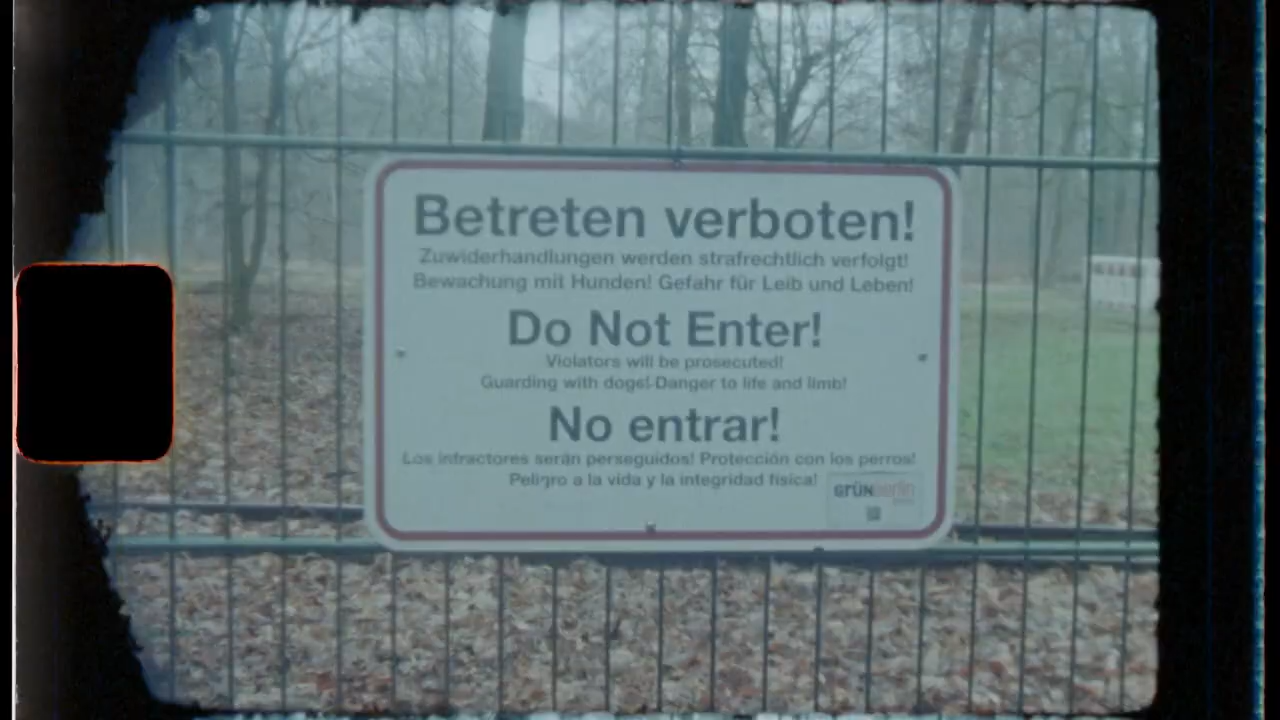 Betreten verboten!
Zuwiderhandlungen werden strafrechtlich verfolgt!
Bewachung mit Hunden! Gefahr für Leib und Leben!
Do Not Enter!
Violators will be prosecuted!
Guarding with dogs! Danger to life and limb!
No entrar!
Los infractores serán perseguidos! Protección con los perros!
Peligro a la vida y la integridad física!
GRÜNBerlin